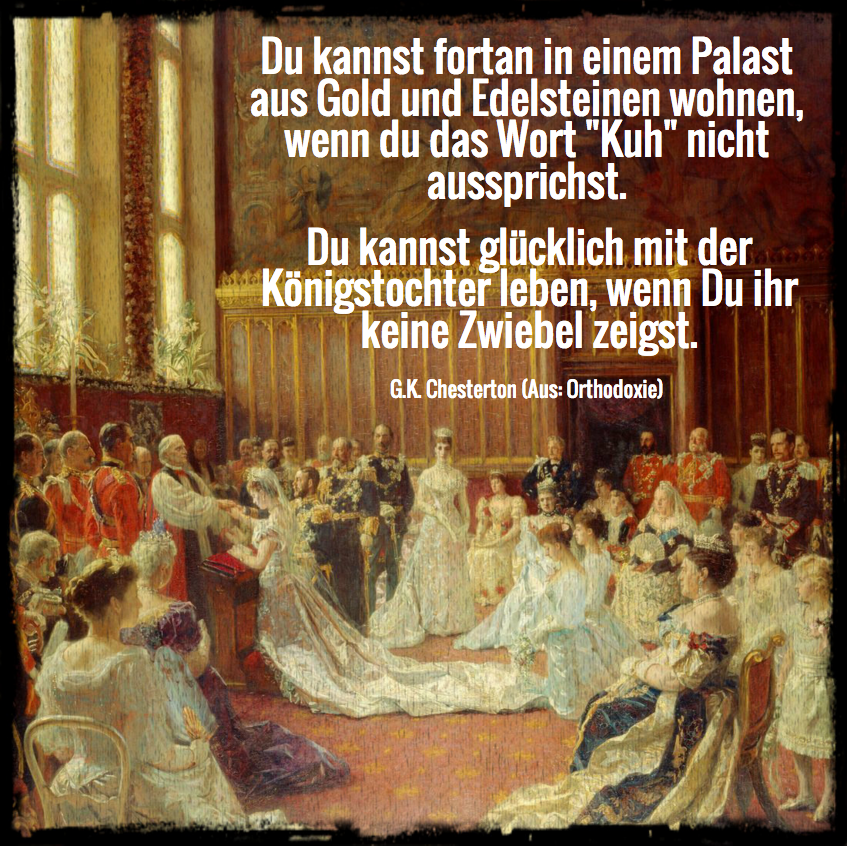 Du kannst fortan in einem Palast
aus Gold und Edelsteinen wohnen,
wenn du das Wort "Kuh" nicht
aussprichst.
Du kannst glücklich mit der
Königstochter leben, wenn Du ihr
keine Zwiebel zeigst.
G.K. Chesterton (Aus: Orthodoxie)